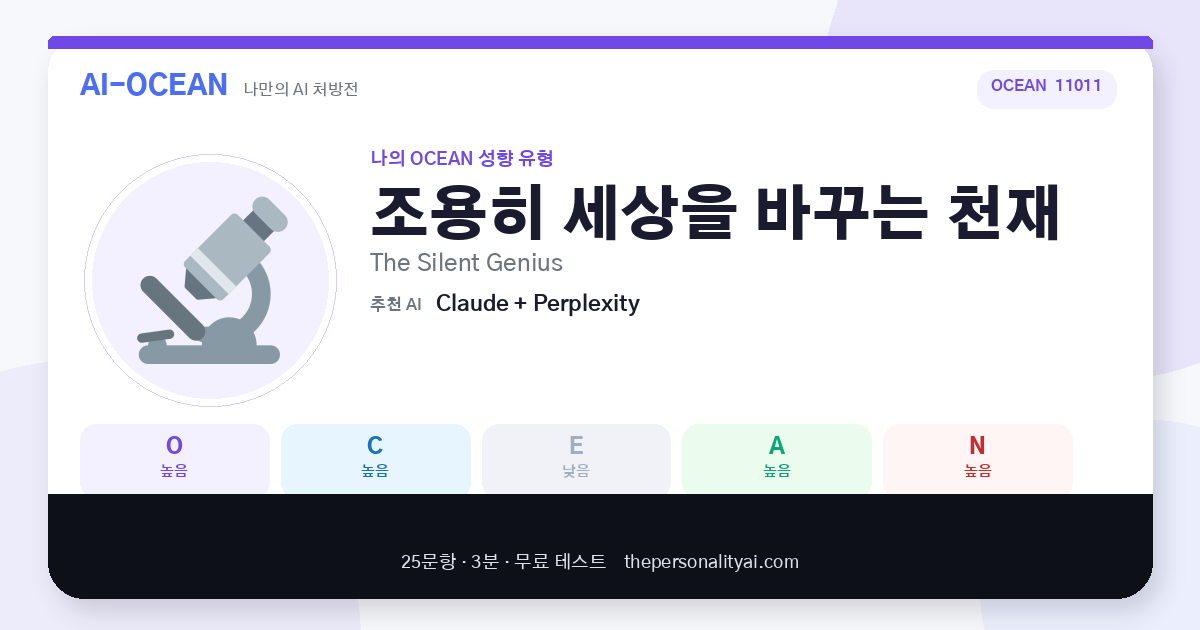 AI-OCEAN 나만의 AI 처방전
OCEAN 11011
나의 OCEAN 성향 유형
조용히 세상을 바꾸는 천재
The Silent Genius
추천 AI Claude + Perplexity
O C E A N
높음 높음 낮음 높음 높음
25문항 · 3분 · 무료 테스트 thepersonalityai.com